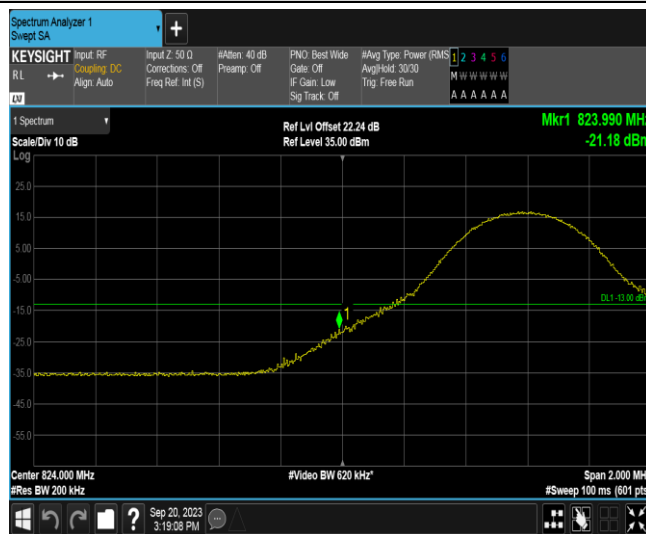 Spectrum Analyzer 1
Swept SA
+
KEYSIGHT Input: RF Input Z: 50 Ω #Atten: 40 dB PNO: Best Wide #Avg Type: Power (RMS 1 2 3 4 5 6
RL Coupling: DC Corrections: Off Preamp: Off Gate: Off Avg|Hold: 30/30 M W W W W W
Align: Auto Freq Ref: Int (S) IF Gain: Low Trig: Free Run
Sig Track: Off A A A A A A
LXI
1 Spectrum Ref Lvl Offset 22.24 dB Mkr1 823.990 MHz
Scale/Div 10 dB Ref Level 35.00 dBm -21.18 dBm
Log
25.0
15.0
5.00
-5.00
DL1 -13.00 dBm
1
-15.0
-25.0
-35.0
-45.0
-55.0
Center 824.000 MHz #Video BW 620 kHz* Span 2.000 MHz
#Res BW 200 kHz #Sweep 100 ms (601 pts
? Sep 20, 2023
3:19:08 PM